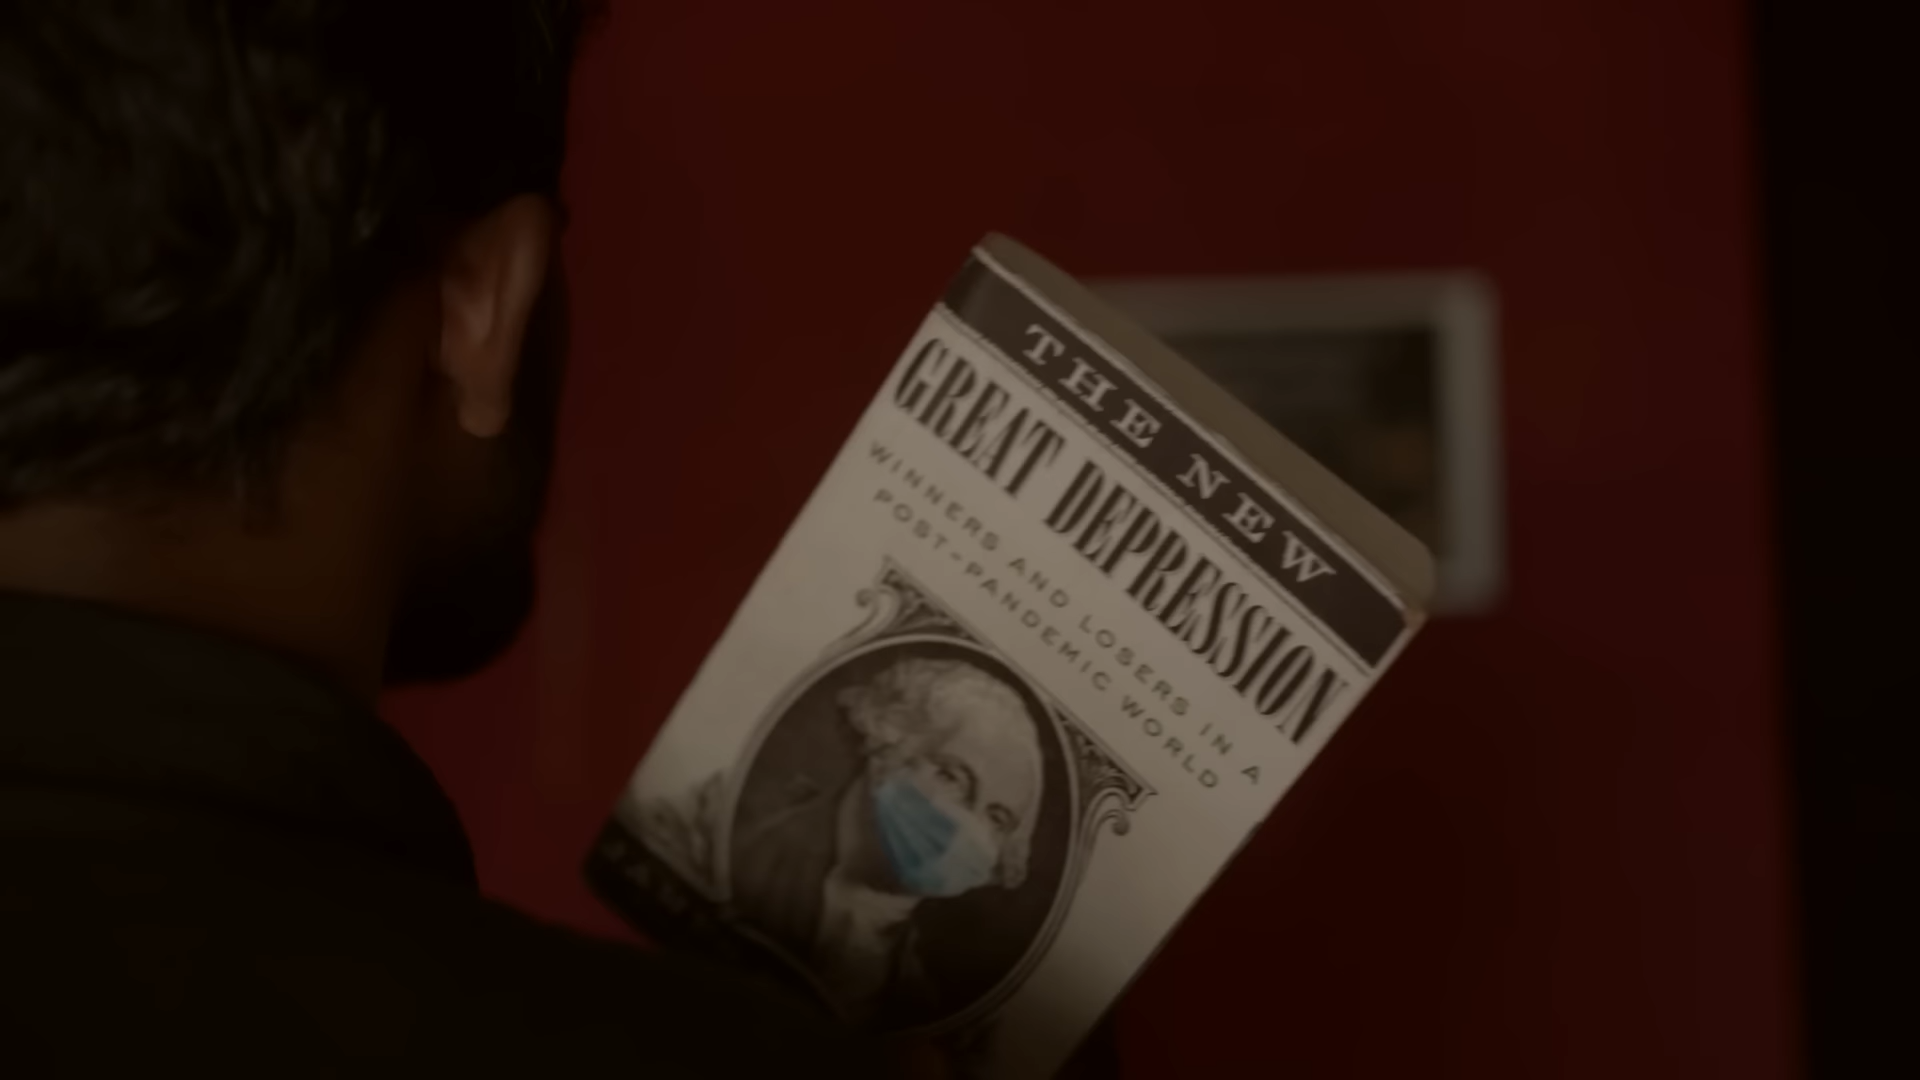 THE NEW
GREAT DEPRESSION
WINNERS AND LOSERS IN A
POST-PANDEMIC WORLD